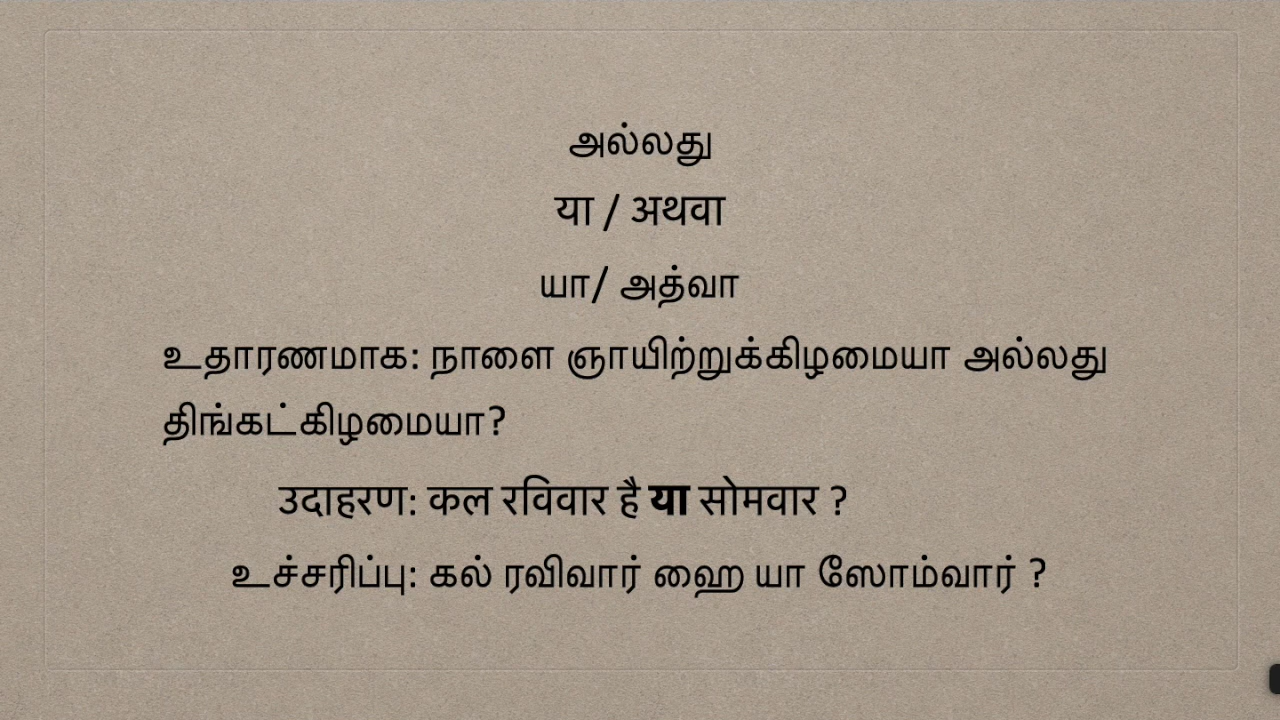 அல்லது
या / अथवा
யா/ அத்வா
உதாரணமாக: நாளை ஞாயிற்றுக்கிழமையா அல்லது
திங்கட்கிழமையா?
उदाहरण: कल रविवार है या सोमवार ?
உச்சரிப்பு: கல் ரவிவார் ஹை யா ஸோம்வார் ?